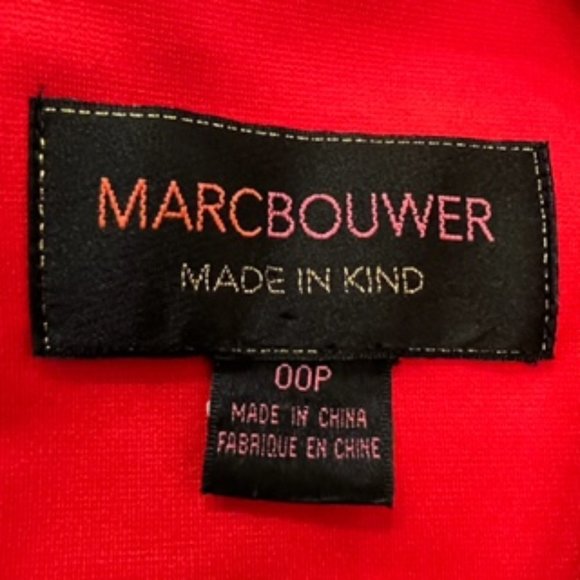 MARCBOUWER
MADE IN KIND
00P
MADE IN CHINA
FABRIQUE EN CHINE